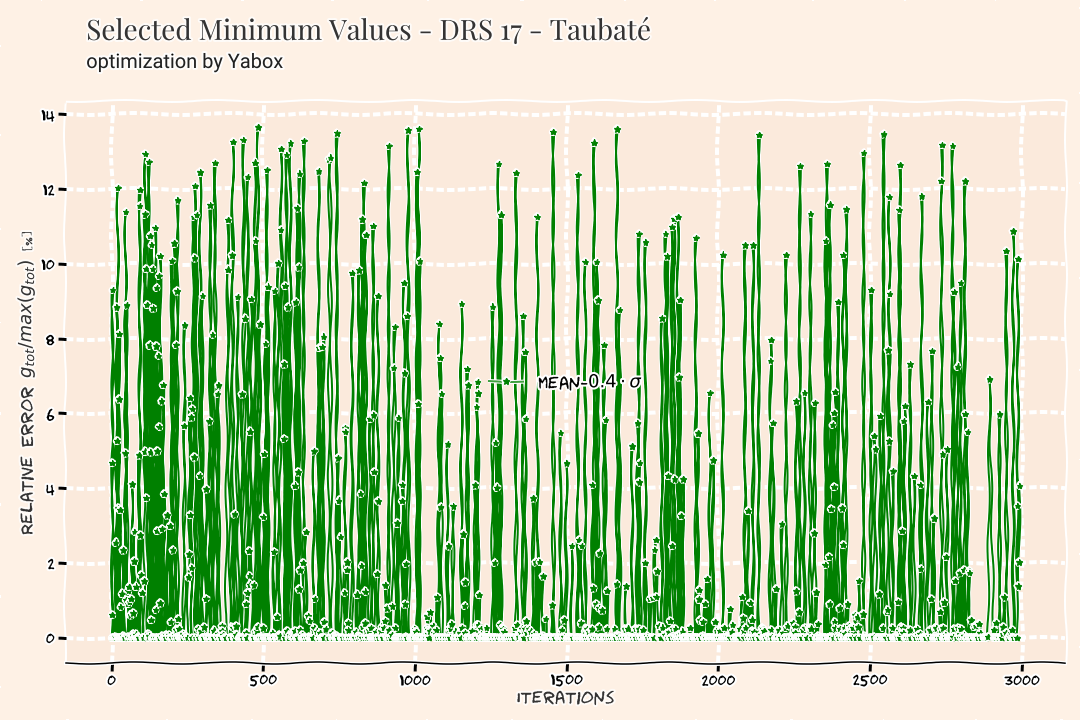 Selected Minimum Values - DRS 17 - Taubaté
optimization by Yabox
RELATIVE ERROR g_tot/max(g_tot) [%]
14
12
10
8
6
4
2
0
MEAN-0.4·σ
0 500 1000 1500 2000 2500 3000
ITERATIONS